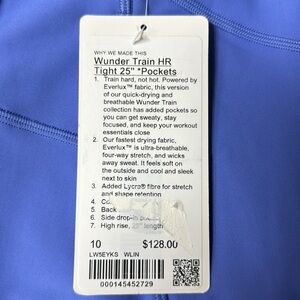 WHY WE MADE THIS
Wunder Train HR
Tight 25" *Pockets
1. Train hard, not hot. Powered by
Everlux™ fabric, this version
of our quick-drying and
breathable Wunder Train
collection has added pockets so
you can get sweaty, stay
focused, and keep your workout
essentials close
2. Our fastest drying fabric,
Everlux™ is ultra-breathable,
four-way stretch, and wicks
away sweat. It feels soft on
the outside and cool and sleek
next to skin
3. Added Lycra® fibre for stretch
and shape retention
4.
5. Back
6. Side drop-in
7. High rise, 25" length
10 $128.00
LW5EYKS WLIN
000145452729